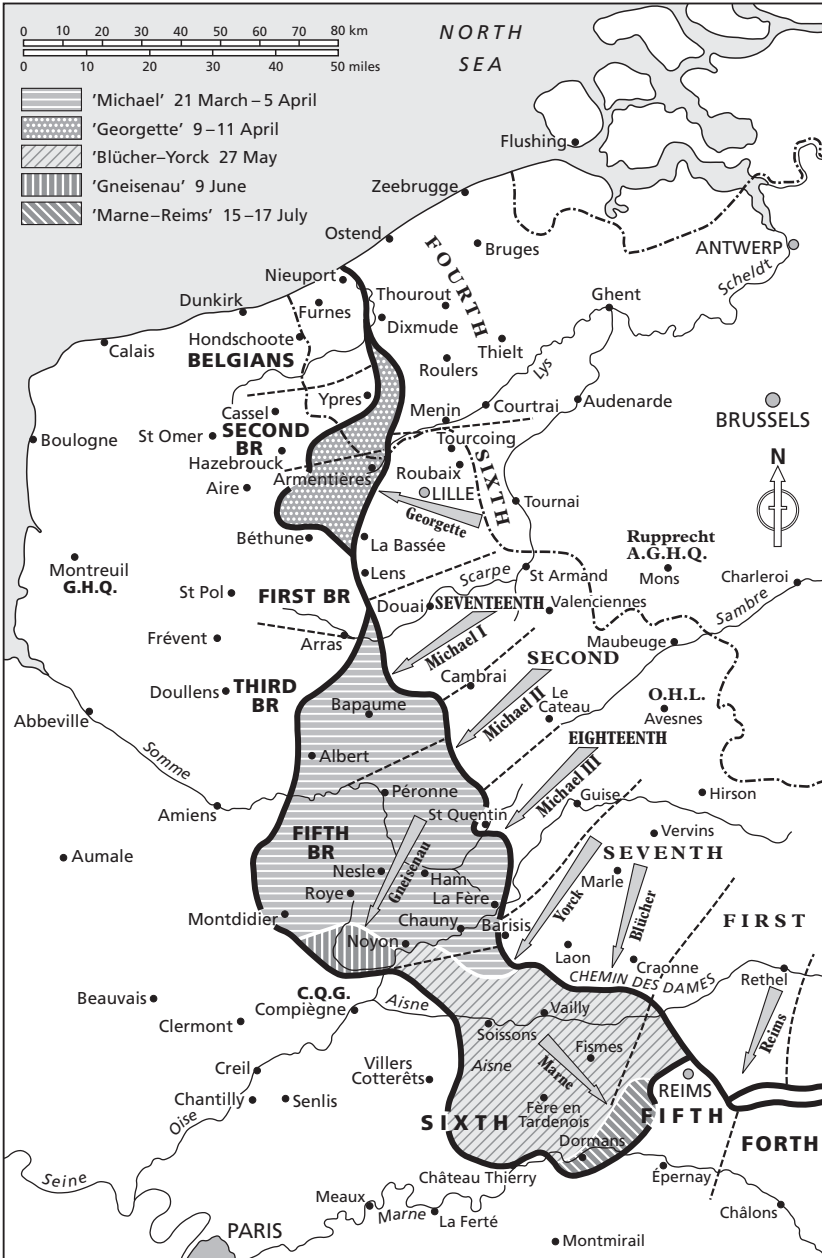 0 10 20 30 40 50 60 70 80 km
0 10 20 30 40 50 miles
'Michael' 21 March – 5 April
'Georgette' 9 – 11 April
'Blücher–Yorck 27 May
'Gneisenau' 9 June
'Marne–Reims' 15 –17 July
NORTH
SEA
Flushing
Zeebrugge
Ostend
Bruges
ANTWERP
Scheldt
Nieuport
FOURTH
Dunkirk
Furnes
Thourout
Ghent
Calais
Hondschoote
Dixmude
BELGIANS
Thielt
Roulers
Lys
Ypres
Cassel
Menin
Courtrai
Audenarde
BRUSSELS
Boulogne
St Omer
SECOND
BR
Tourcoing
Hazebrouck
Armentières
Roubaix
SIXTH
N
Aire
LILLE
Tournai
Georgette
Béthune
La Bassée
Rupprecht
A.G.H.Q.
Mons
Montreuil
G.H.Q.
Lens
Scarpe
St Armand
Charleroi
St Pol
FIRST BR
Douai
SEVENTEENTH
Valenciennes
Sambre
Frévent
Arras
Michael I
Maubeuge
SECOND
Doullens
THIRD
BR
Cambrai
Michael II
Le
Cateau
O.H.L.
Avesnes
Abbeville
Bapaume
Somme
Albert
EIGHTEENTH
Michael III
Péronne
Guise
Hirson
Amiens
St Quentin
FIFTH
BR
Vervins
Aumale
Gneisenau
SEVENTH
Nesle
Ham
Marle
Roye
La Fère
Yorck
Blücher
Montdidier
Chauny
Barisis
FIRST
Noyon
Laon
Craonne
CHEMIN DES DAMES
Rethel
Beauvais
C.Q.G.
Compiègne
Aisne
Vailly
Clermont
Soissons
Reims
Creil
Villers
Cotterêts
Aisne
Marne
Fismes
REIMS
Chantilly
Senlis
Oise
SIXTH
Fère en
Tardenois
FIFTH
Dormans
FORTH
Seine
Château Thierry
Épernay
Meaux
Marne
La Ferté
Châlons
PARIS
Montmirail